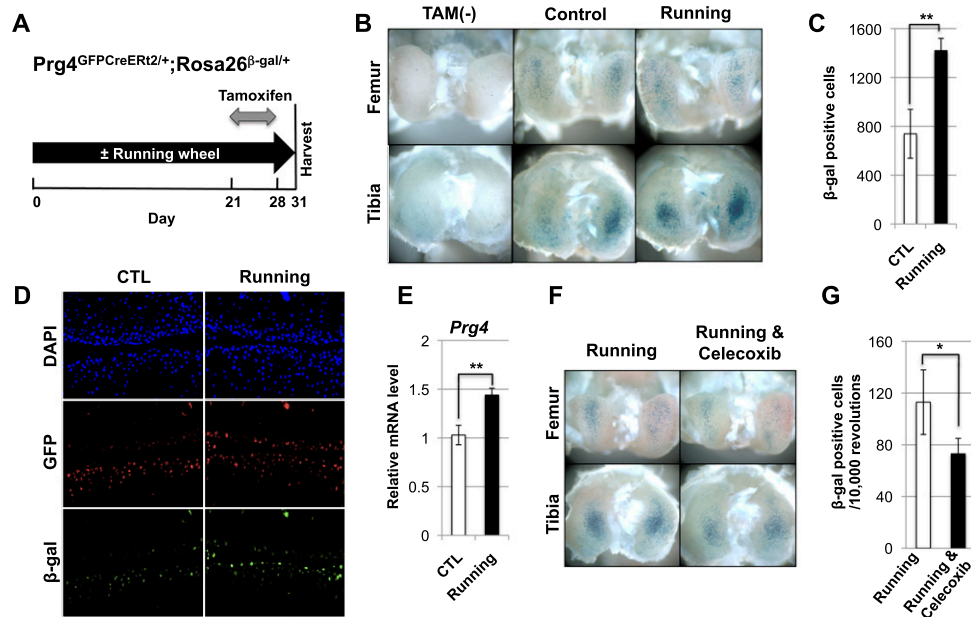 A
Prg4GFPCreERt2/+;Rosa26β-gal/+
Tamoxifen
± Running wheel
Harvest
0 21 28 31
Day
B
TAM(-) Control Running
Femur
Tibia
C
β-gal positive cells
1600
1200
800
400
0
**
CTL
Running
D
CTL Running
DAPI
GFP
β-gal
E
Prg4
Relative mRNA level
2
1.5
1
0.5
0
**
CTL
Running
F
Running
Running &
Celecoxib
Femur
Tibia
G
β-gal positive cells
/10,000 revolutions
160
120
80
40
0
*
Running
Running &
Celecoxib